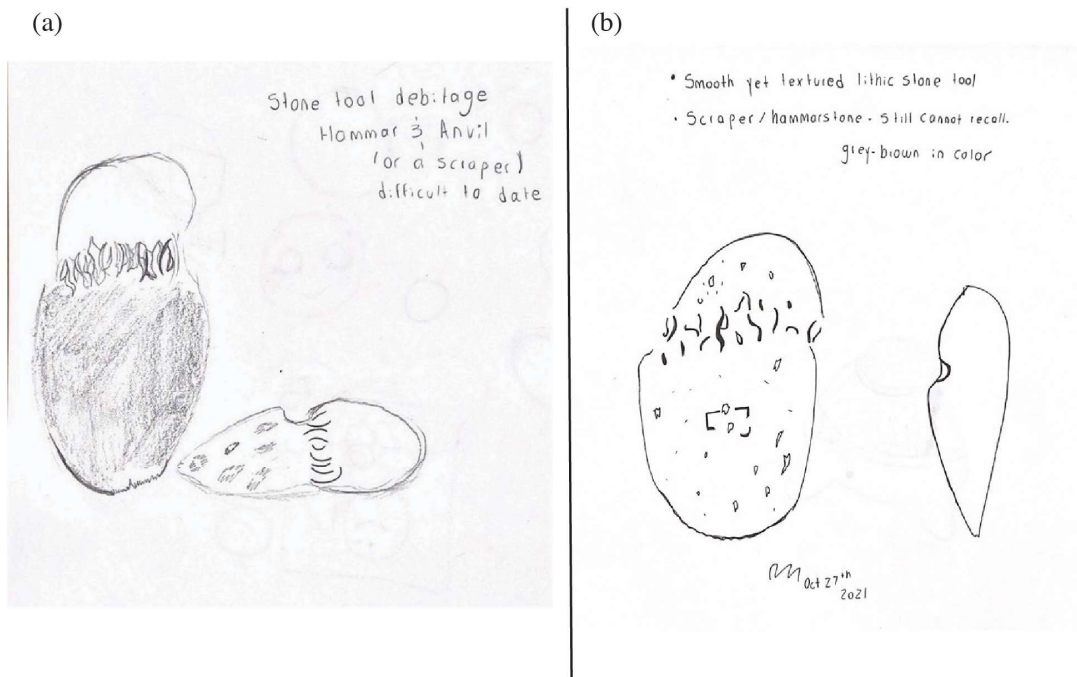 (a)
Stone tool debitage
Hammar & Anvil
(or a scraper)
difficult to date
(b)
• Smooth yet textured lithic stone tool
• Scraper/hammarstone - Still cannot recall.
grey-brown in color
Oct 27th
2021